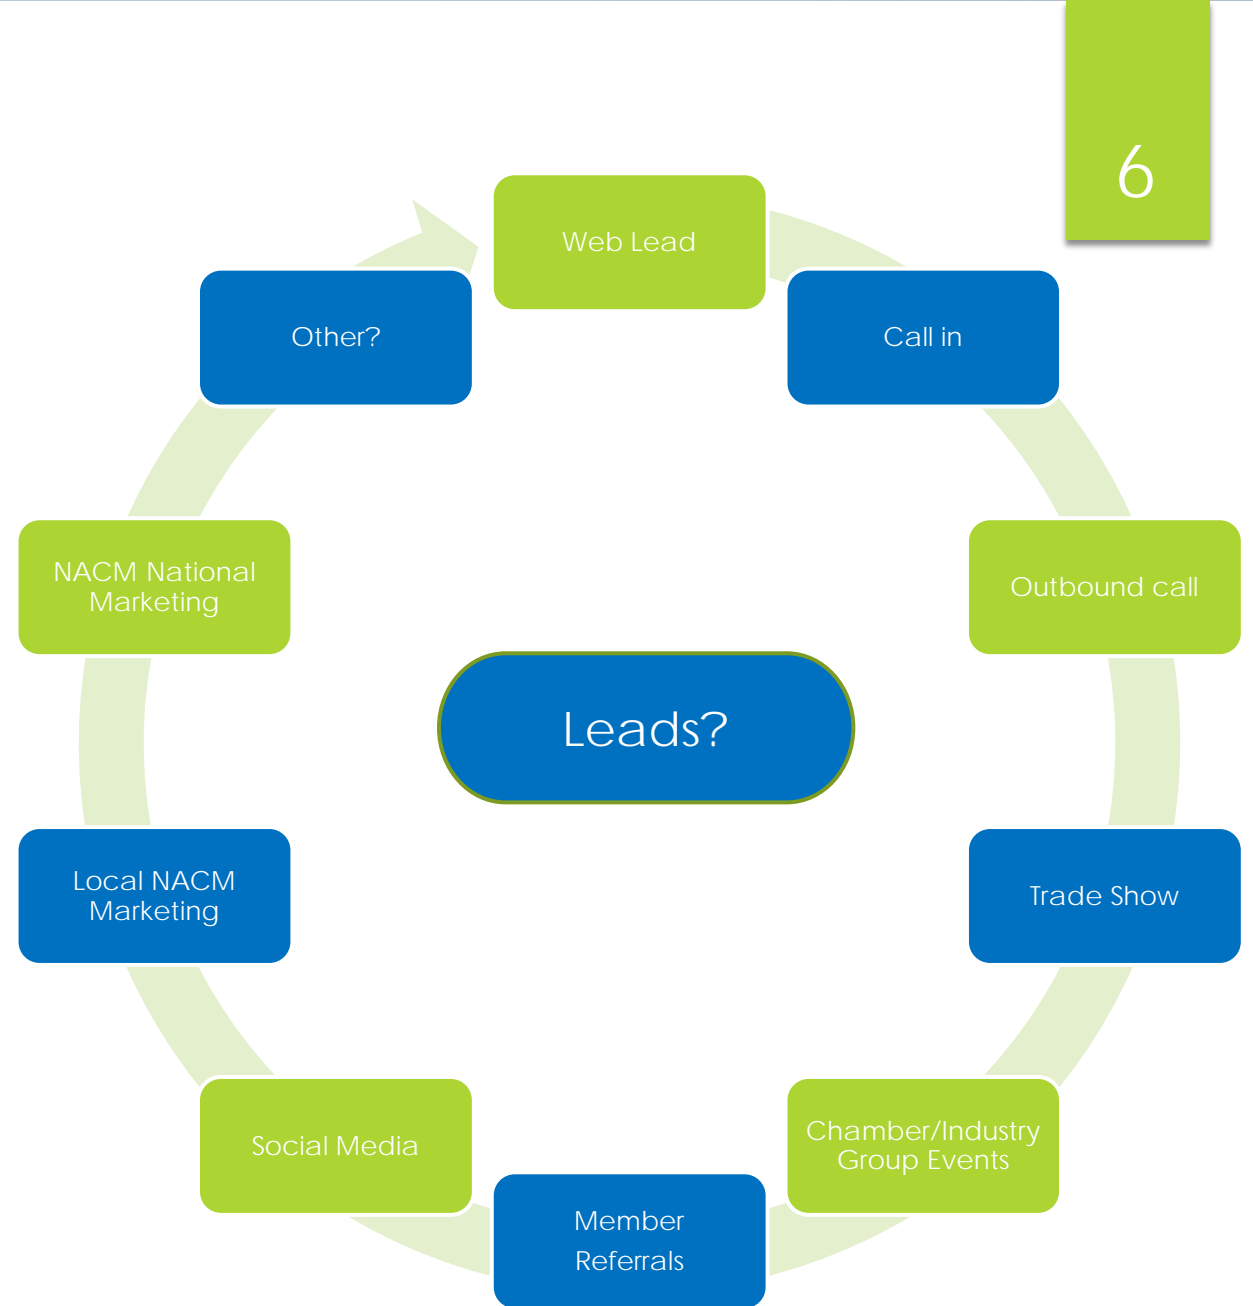 6
Web Lead
Call in
Outbound call
Trade Show
Chamber/Industry
Group Events
Member
Referrals
Social Media
Local NACM
Marketing
NACM National
Marketing
Other?
Leads?